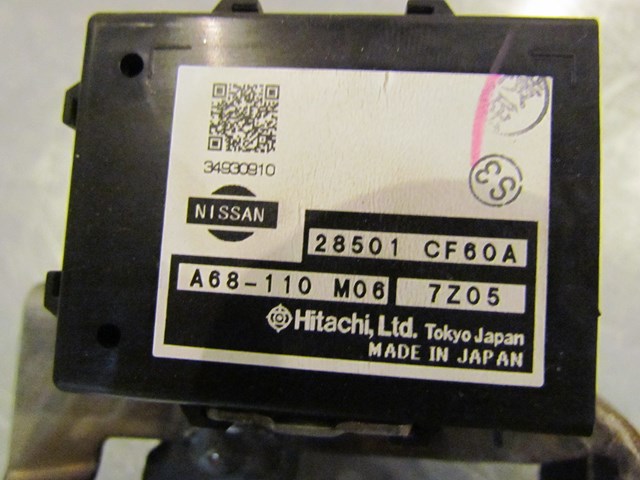 34930910
NISSAN
S3
28501 CF60A
A68-110 M06 7Z05
Hitachi, Ltd. Tokyo Japan
MADE IN JAPAN